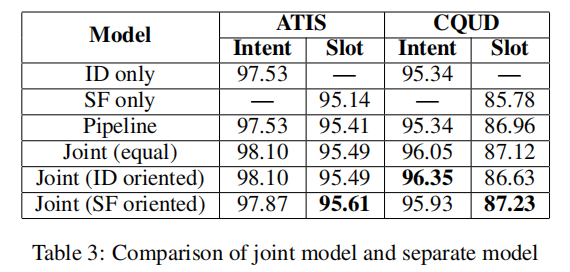 Model ATIS CQUD
Intent Slot Intent Slot
ID only 97.53 — 95.34 —
SF only — 95.14 — 85.78
Pipeline 97.53 95.41 95.34 86.96
Joint (equal) 98.10 95.49 96.05 87.12
Joint (ID oriented) 98.10 95.49 96.35 86.63
Joint (SF oriented) 97.87 95.61 95.93 87.23
Table 3: Comparison of joint model and separate model